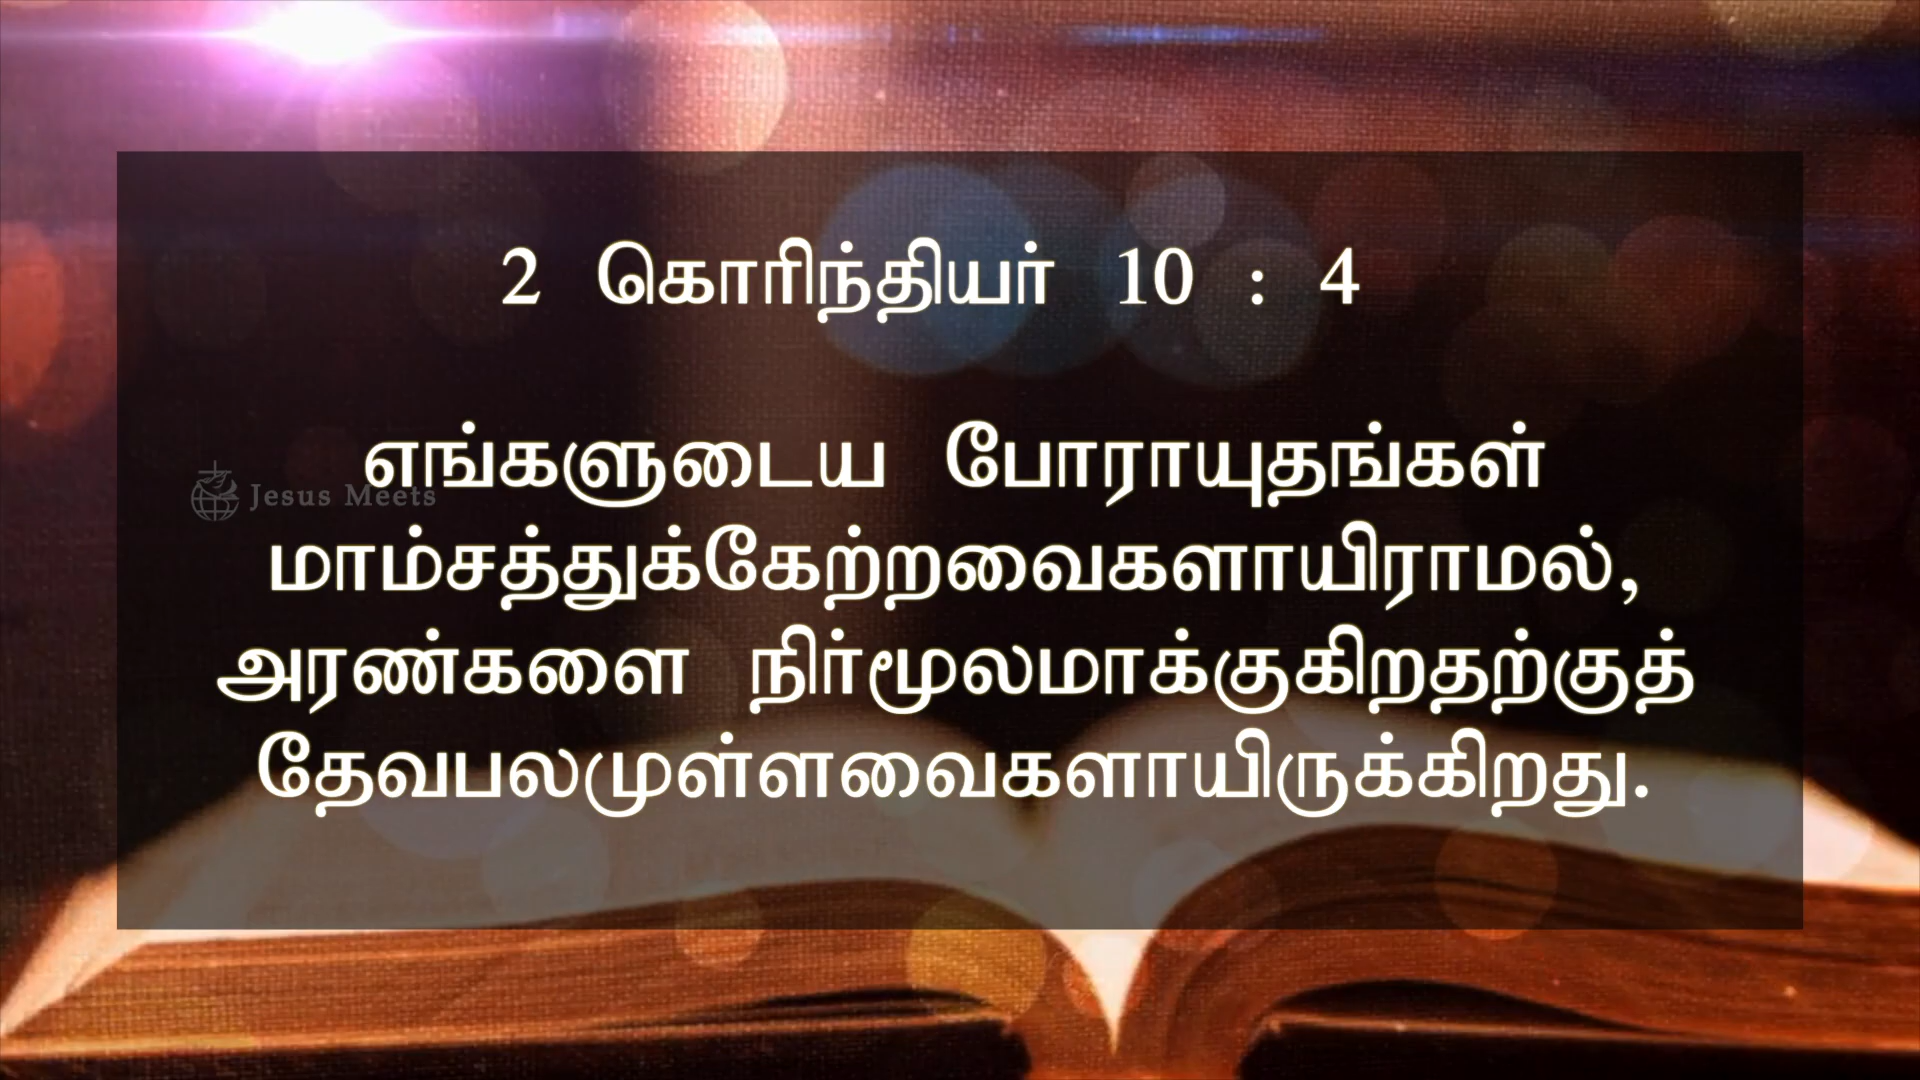 2 கொரிந்தியர் 10 : 4
எங்களுடைய போராயுதங்கள்
Jesus Meets
மாம்சத்துக்கேற்றவைகளாயிராமல்,
அரண்களை நிர்மூலமாக்குகிறதற்குத்
தேவபலமுள்ளவைகளாயிருக்கிறது.